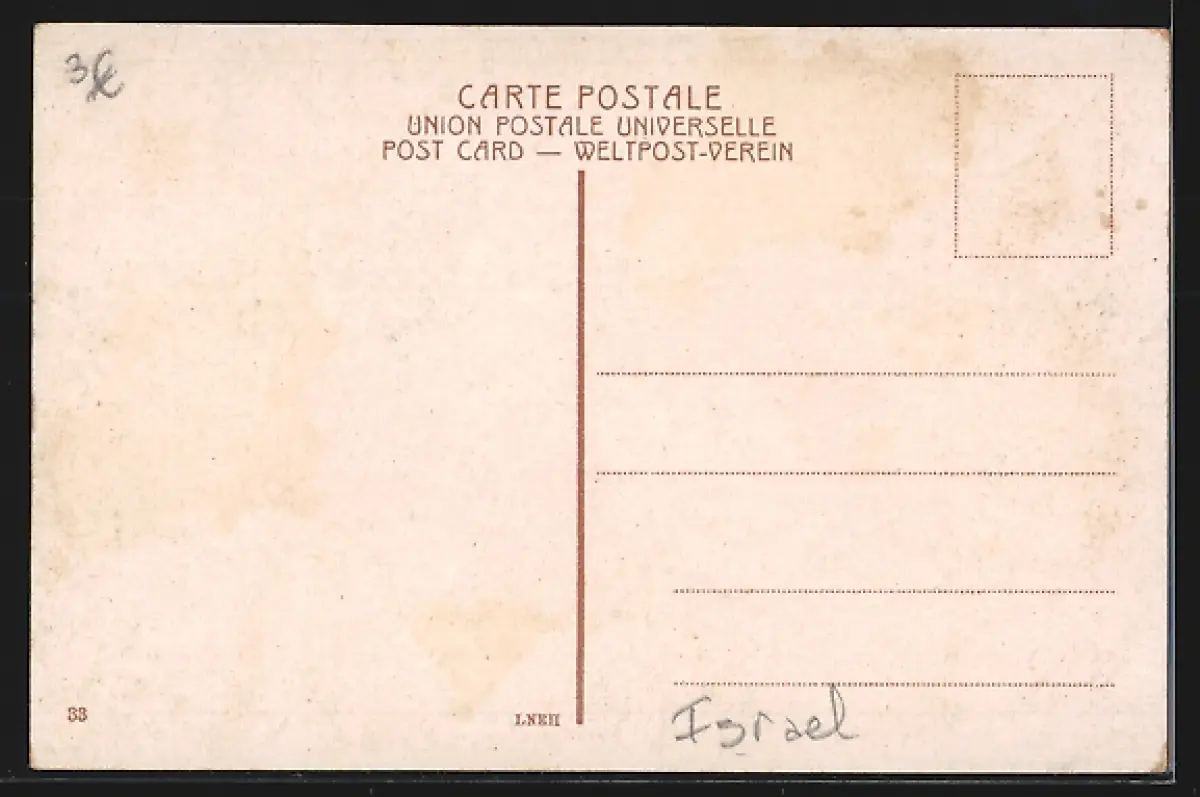 3€
CARTE POSTALE
UNION POSTALE UNIVERSELLE
POST CARD — WELTPOST-VEREIN
33
LNEH
Israel